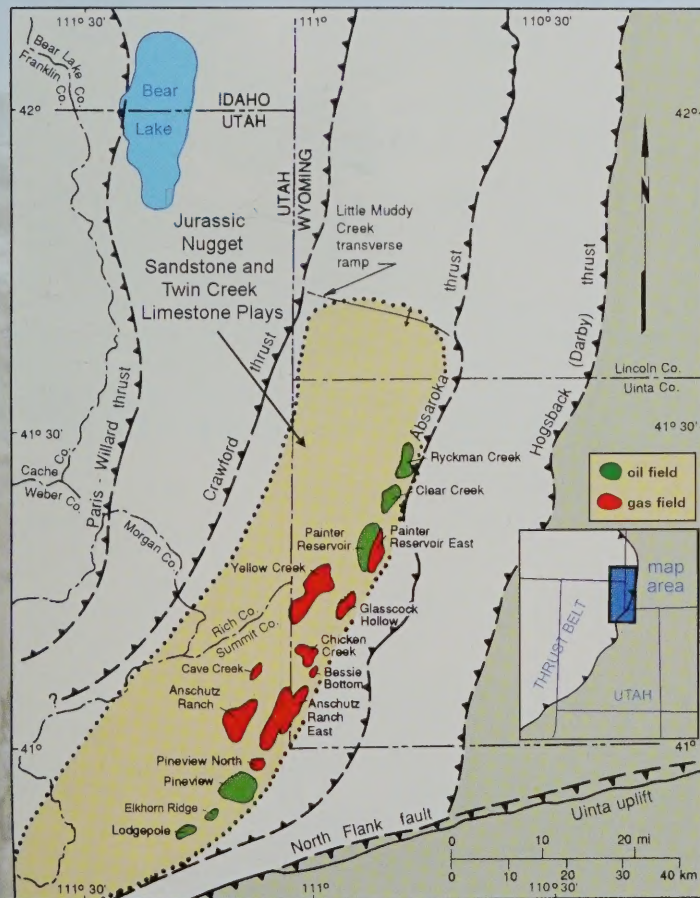 111° 30'
111°
110° 30'
Bear Lake Co.
Franklin Co.
Bear
Lake
IDAHO
UTAH
42°
42°
UTAH
WYOMING
Jurassic
Nugget
Sandstone and
Twin Creek
Limestone Plays
Little Muddy
Creek
transverse
ramp
thrust
thrust
thrust
(Darby)
Hogsback
Absaroka
Crawford
Paris - Willard thrust
N
Lincoln Co.
Uinta Co.
41° 30'
41° 30'
Cache Co.
Weber Co.
Morgan Co.
Rich Co.
Summit Co.
Ryckman Creek
Clear Creek
Painter
Reservoir
Painter
Reservoir East
Yellow Creek
Glasscock
Hollow
Chicken
Creek
Cave Creek
Bessie
Bottom
Anschutz
Ranch
Anschutz
Ranch
East
Pineview North
Pineview
Elkhorn Ridge
Lodgepole
?
oil field
gas field
map
area
THRUST BELT
UTAH
41°
41°
North Flank fault
Uinta uplift
0 10 20 mi
0 10 20 30 40 km
111° 30'
111°
110° 30'